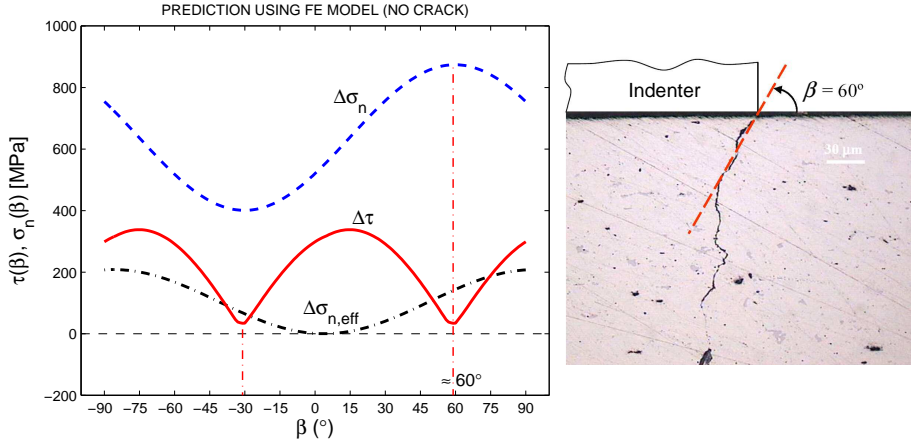 PREDICTION USING FE MODEL (NO CRACK)
1000
800
600
400
200
0
−200
τ(β), σn(β) [MPa]
Δσn
Δτ
Δσn,eff
≈ 60°
−90 −75 −60 −45 −30 −15 0 15 30 45 60 75 90
β (°)
Indenter
β = 60º
30 µm